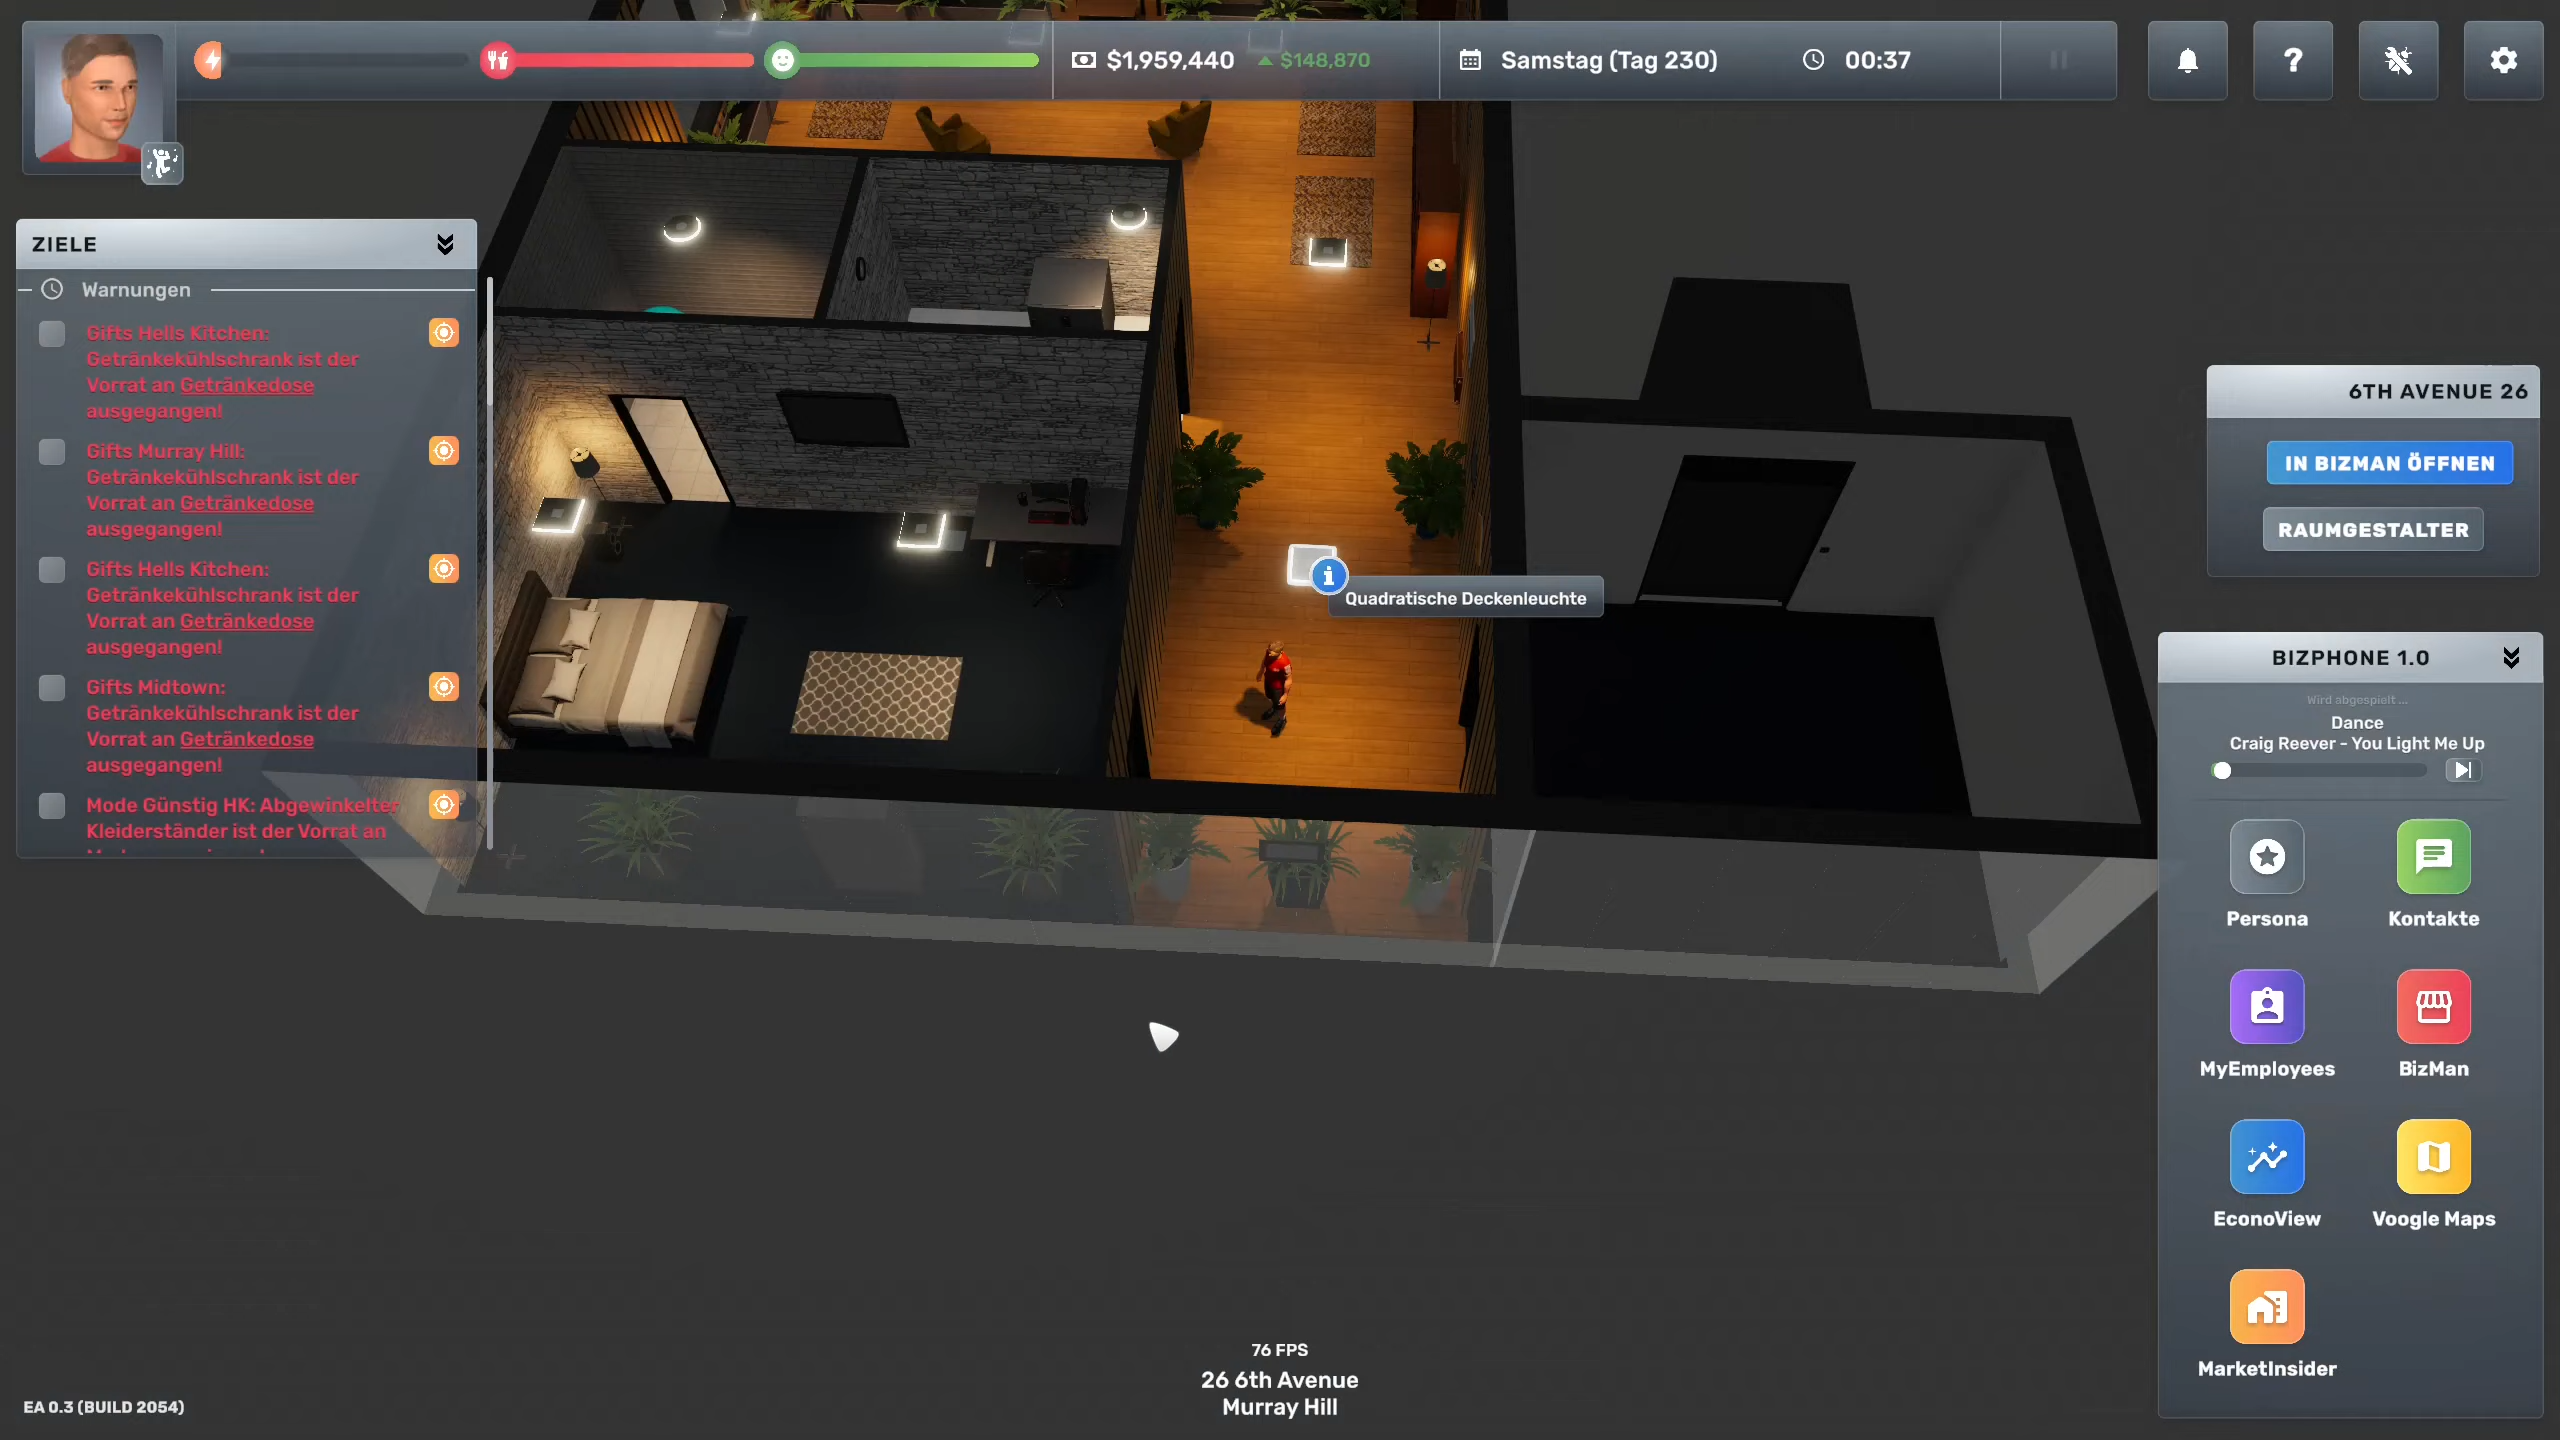 $1,959,440 $148,870 Samstag (Tag 230) 00:37 ?
ZIELE
Warnungen
Gifts Hells Kitchen:
Getränkekühlschrank ist der
Vorrat an Getränkedose
ausgegangen!
Gifts Murray Hill:
Getränkekühlschrank ist der
Vorrat an Getränkedose
ausgegangen!
Gifts Hells Kitchen:
Getränkekühlschrank ist der
Vorrat an Getränkedose
ausgegangen!
Gifts Midtown:
Getränkekühlschrank ist der
Vorrat an Getränkedose
ausgegangen!
Mode Günstig HK: Abgewinkelter
Kleiderständer ist der Vorrat an
Quadratische Deckenleuchte
6TH AVENUE 26
IN BIZMAN ÖFFNEN
RAUMGESTALTER
BIZPHONE 1.0
Wird abgespielt ...
Dance
Craig Reever - You Light Me Up
Persona
Kontakte
MyEmployees
BizMan
EconoView
Voogle Maps
MarketInsider
76 FPS
26 6th Avenue
Murray Hill
EA 0.3 (BUILD 2054)